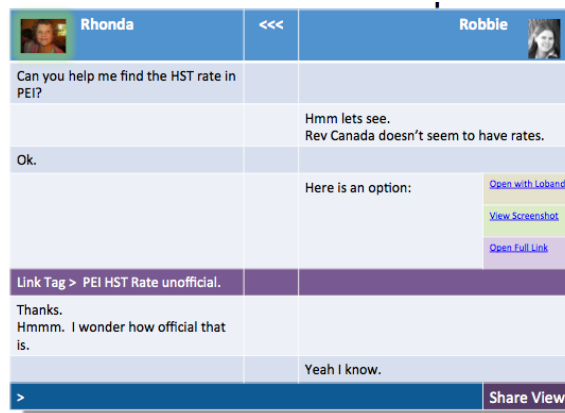 Rhonda <<< Robbie
Can you help me find the HST rate in
PEI?
Hmm lets see.
Rev Canada doesn't seem to have rates.
Ok.
Here is an option:
Open with Loband
View Screenshot
Open Full Link
Link Tag > PEI HST Rate unofficial.
Thanks.
Hmmm. I wonder how official that
is.
Yeah I know.
> Share View